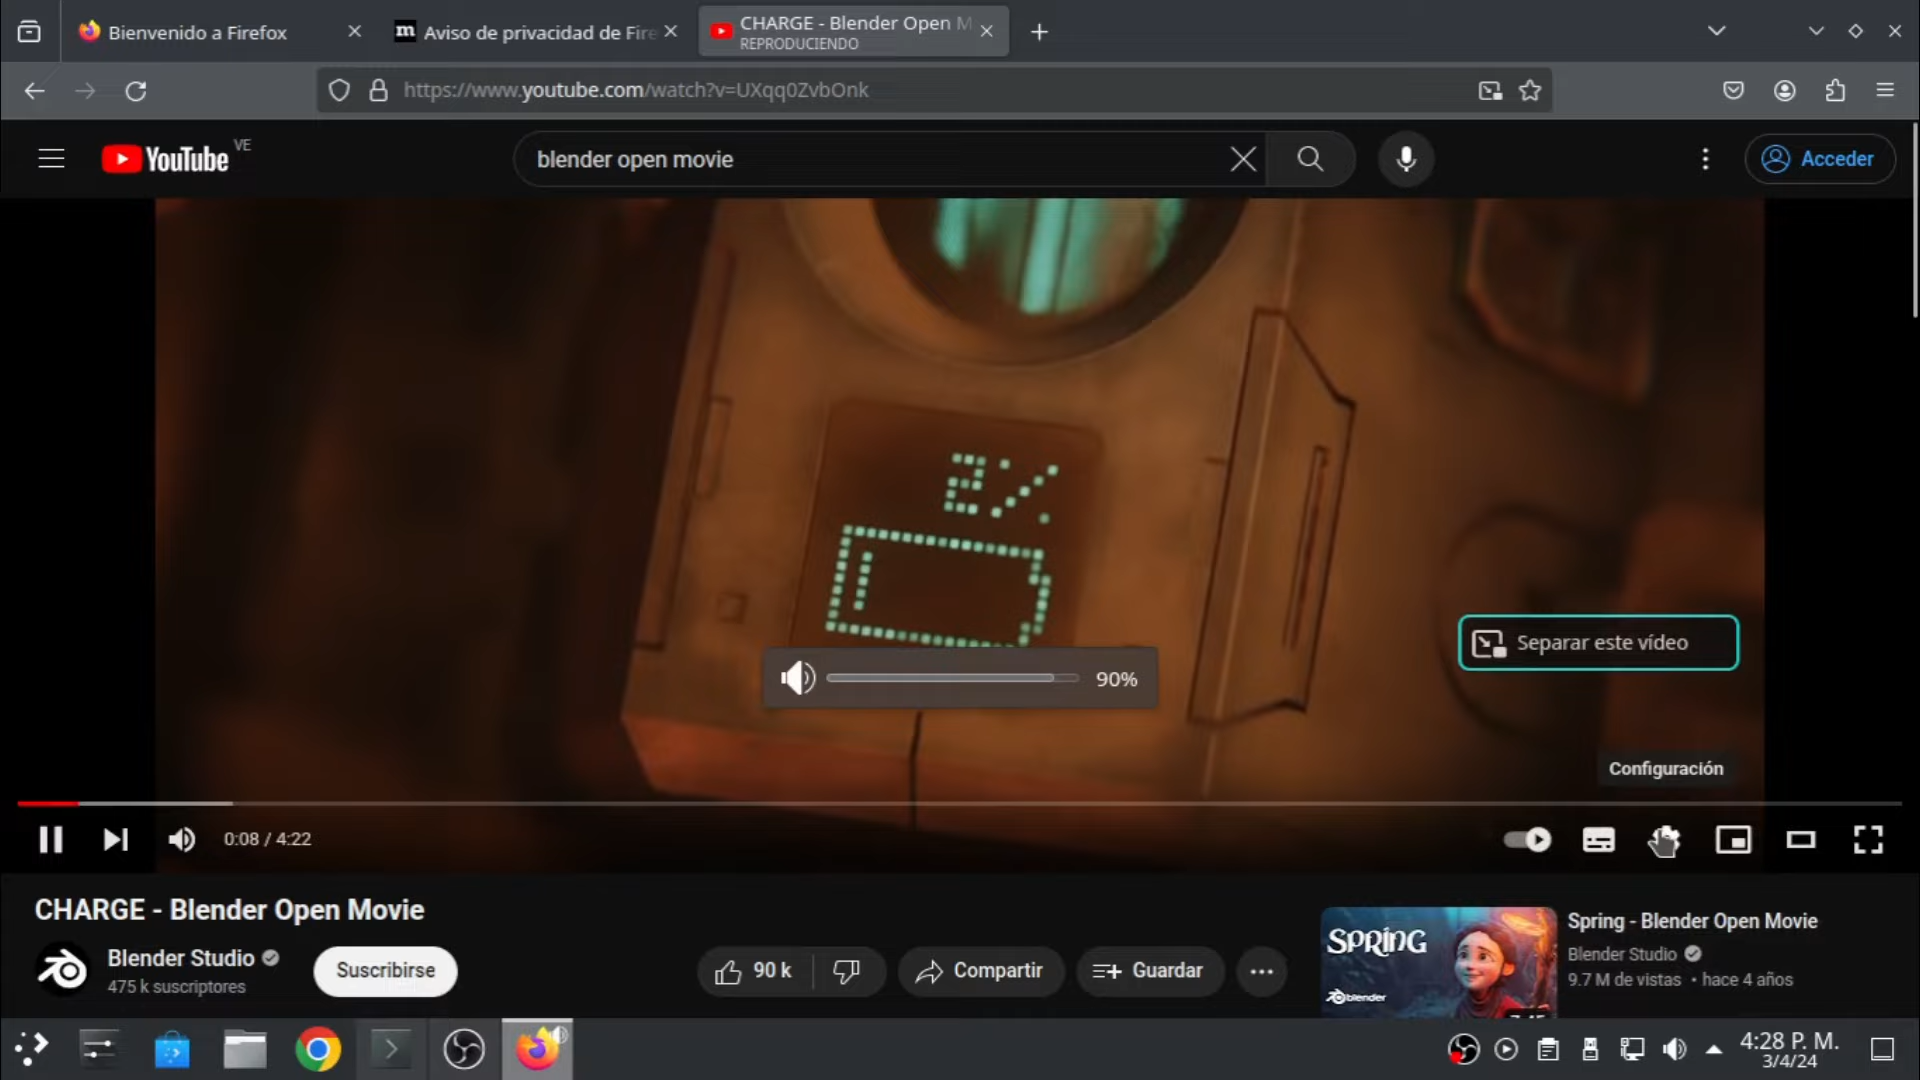 Bienvenido a Firefox
m Aviso de privacidad de Fire
CHARGE - Blender Open M
REPRODUCIENDO
https://www.youtube.com/watch?v=UXqq0ZvbOnk
YouTube VE
blender open movie
Acceder
2%
90%
Separar este vídeo
Configuración
0:08 / 4:22
CHARGE - Blender Open Movie
Blender Studio
475 k suscriptores
Suscribirse
90 k
Compartir
Guardar
SPRING
blender
Spring - Blender Open Movie
Blender Studio
9.7 M de vistas • hace 4 años
4:28 P. M.
3/4/24